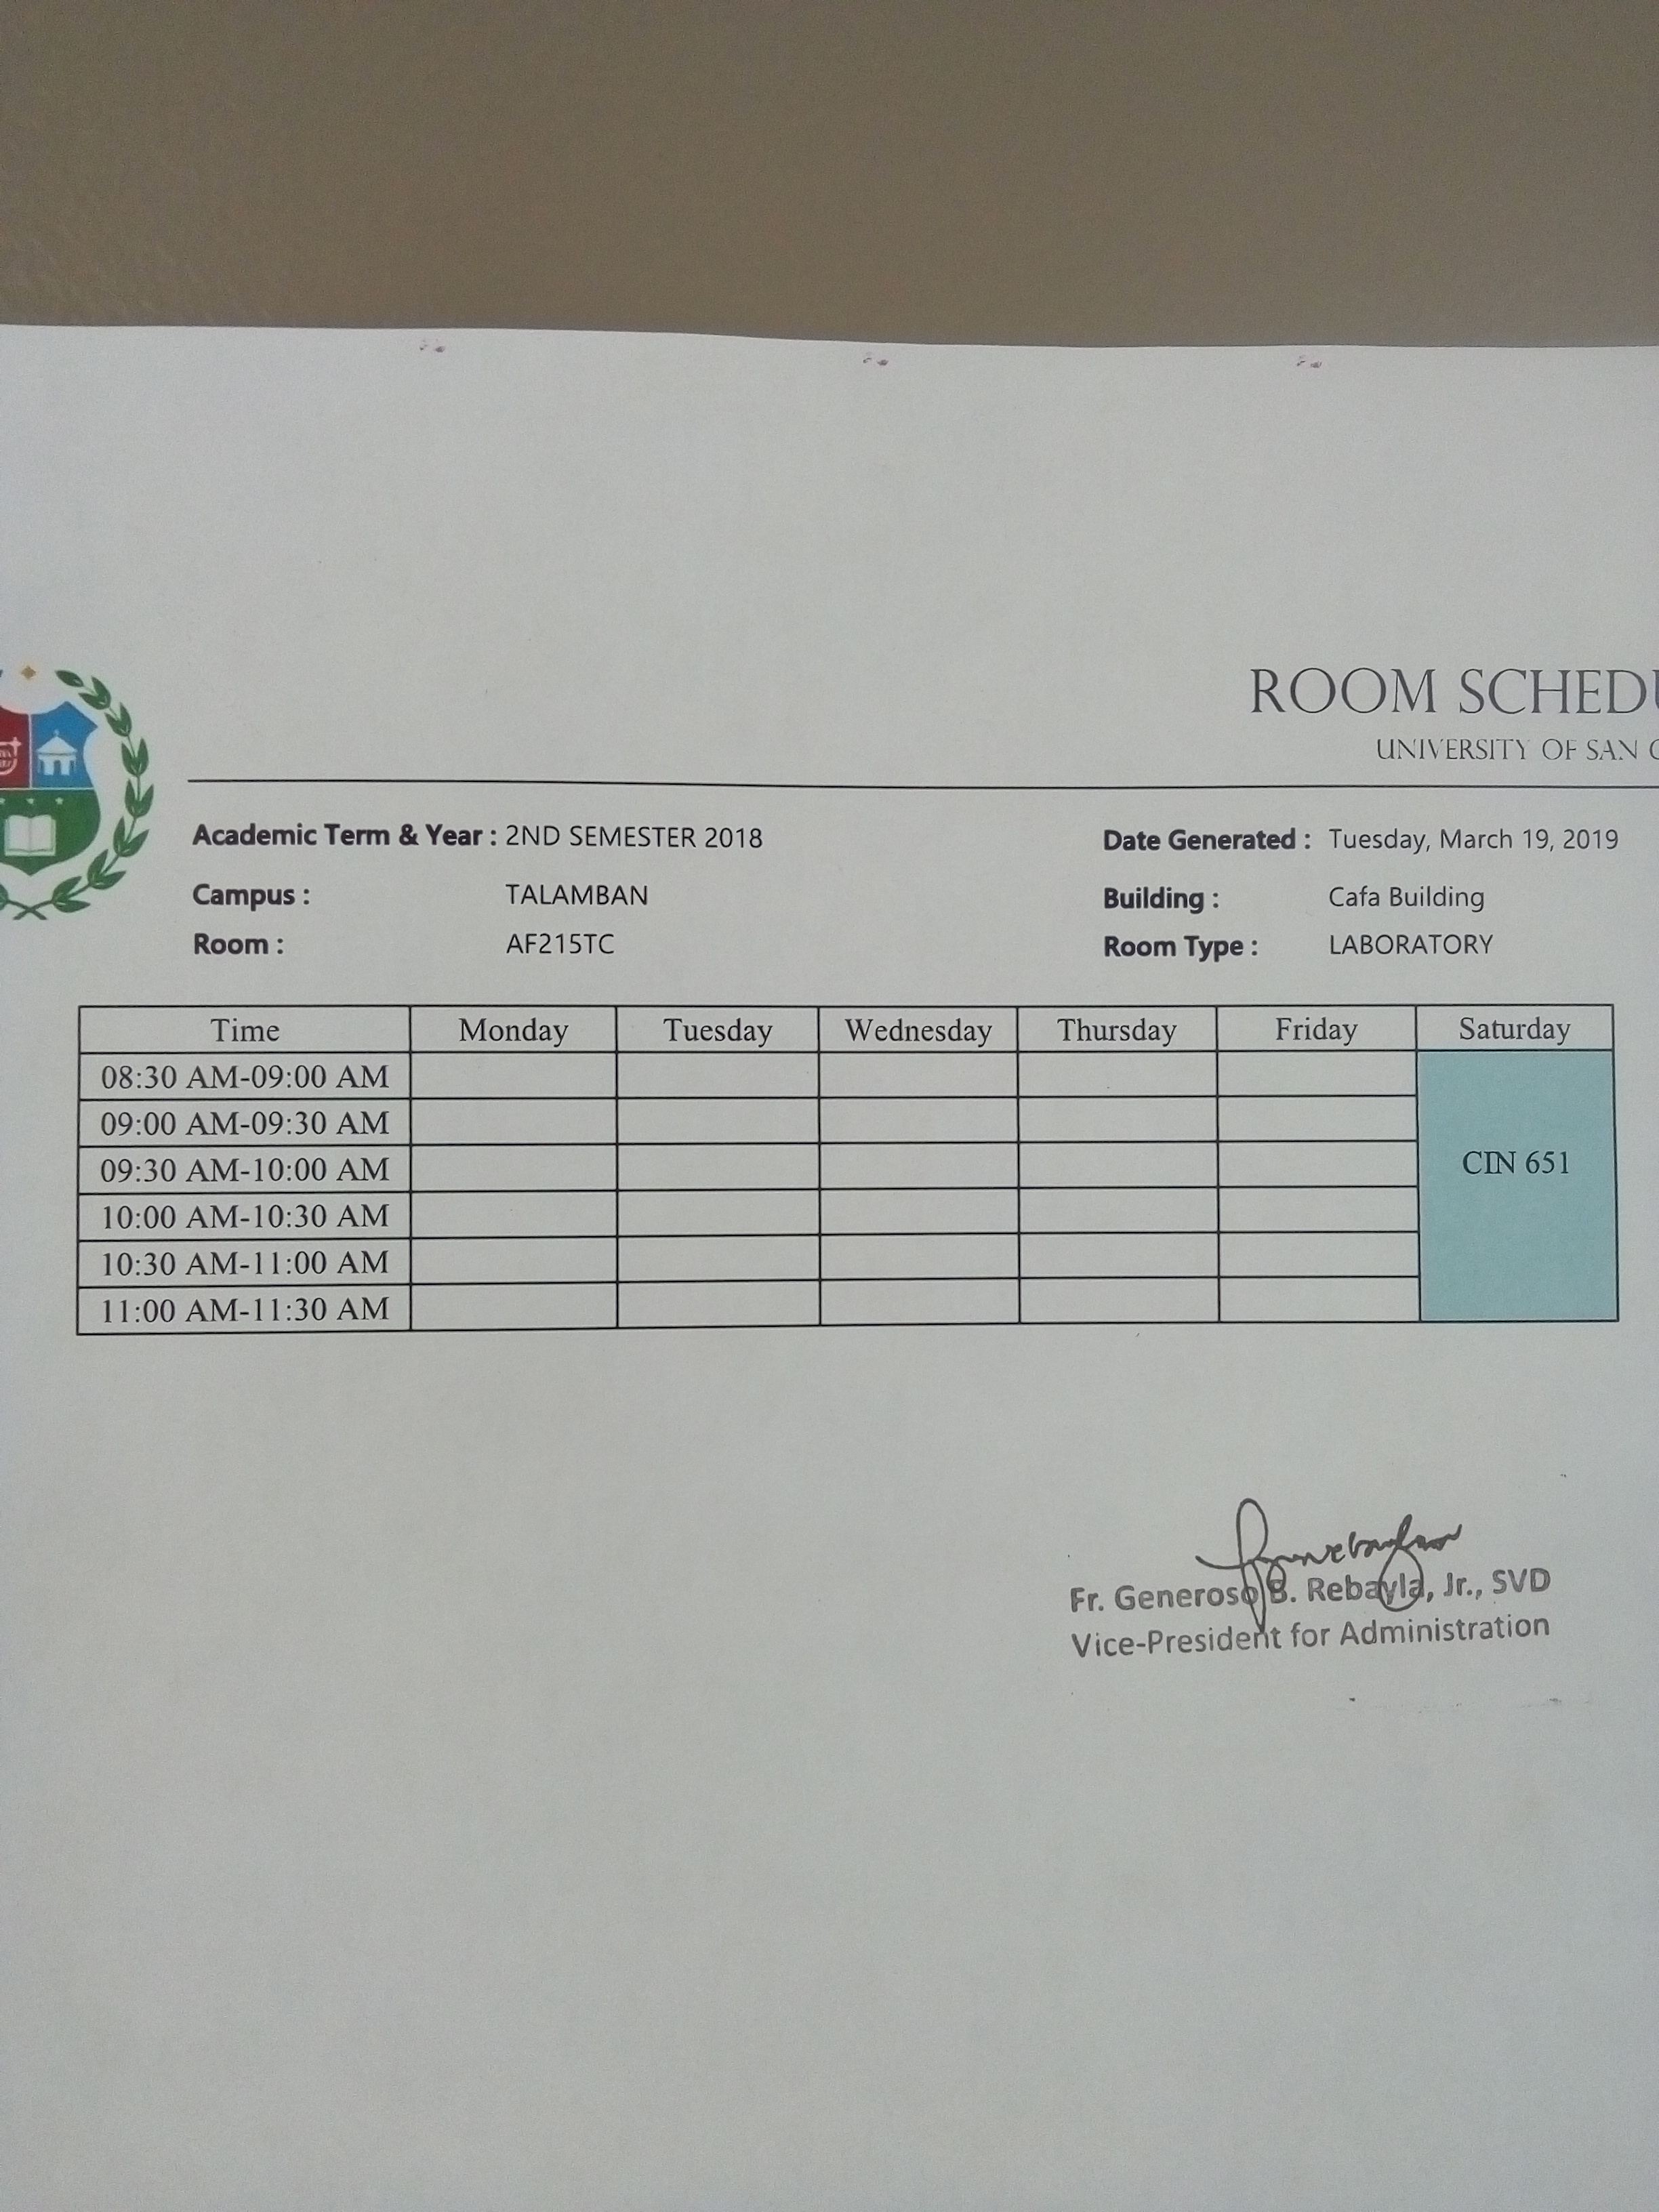 ROOM SCHEDU
UNIVERSITY OF SAN C
Academic Term & Year : 2ND SEMESTER 2018
Date Generated : Tuesday, March 19, 2019
Campus : TALAMBAN
Building : Cafa Building
Room : AF215TC
Room Type : LABORATORY
Time Monday Tuesday Wednesday Thursday Friday Saturday
08:30 AM-09:00 AM
09:00 AM-09:30 AM
09:30 AM-10:00 AM CIN 651
10:00 AM-10:30 AM
10:30 AM-11:00 AM
11:00 AM-11:30 AM
Fr. Generoso B. Rebayla, Jr., SVD
Vice-President for Administration